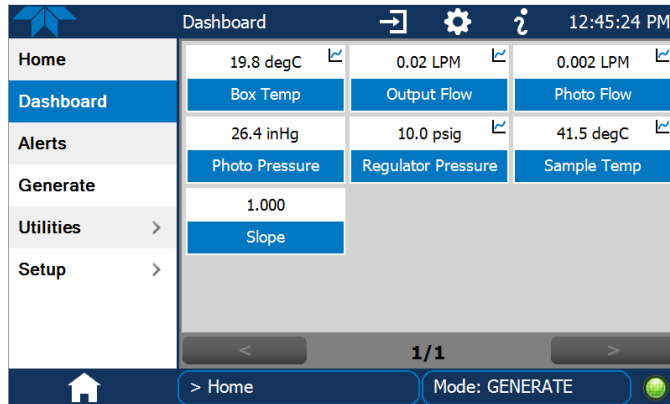 Dashboard
12:45:24 PM
Home
Dashboard
Alerts
Generate
Utilities >
Setup >
19.8 degC
Box Temp
0.02 LPM
Output Flow
0.002 LPM
Photo Flow
26.4 inHg
Photo Pressure
10.0 psig
Regulator Pressure
41.5 degC
Sample Temp
1.000
Slope
< 1/1 >
> Home
Mode: GENERATE